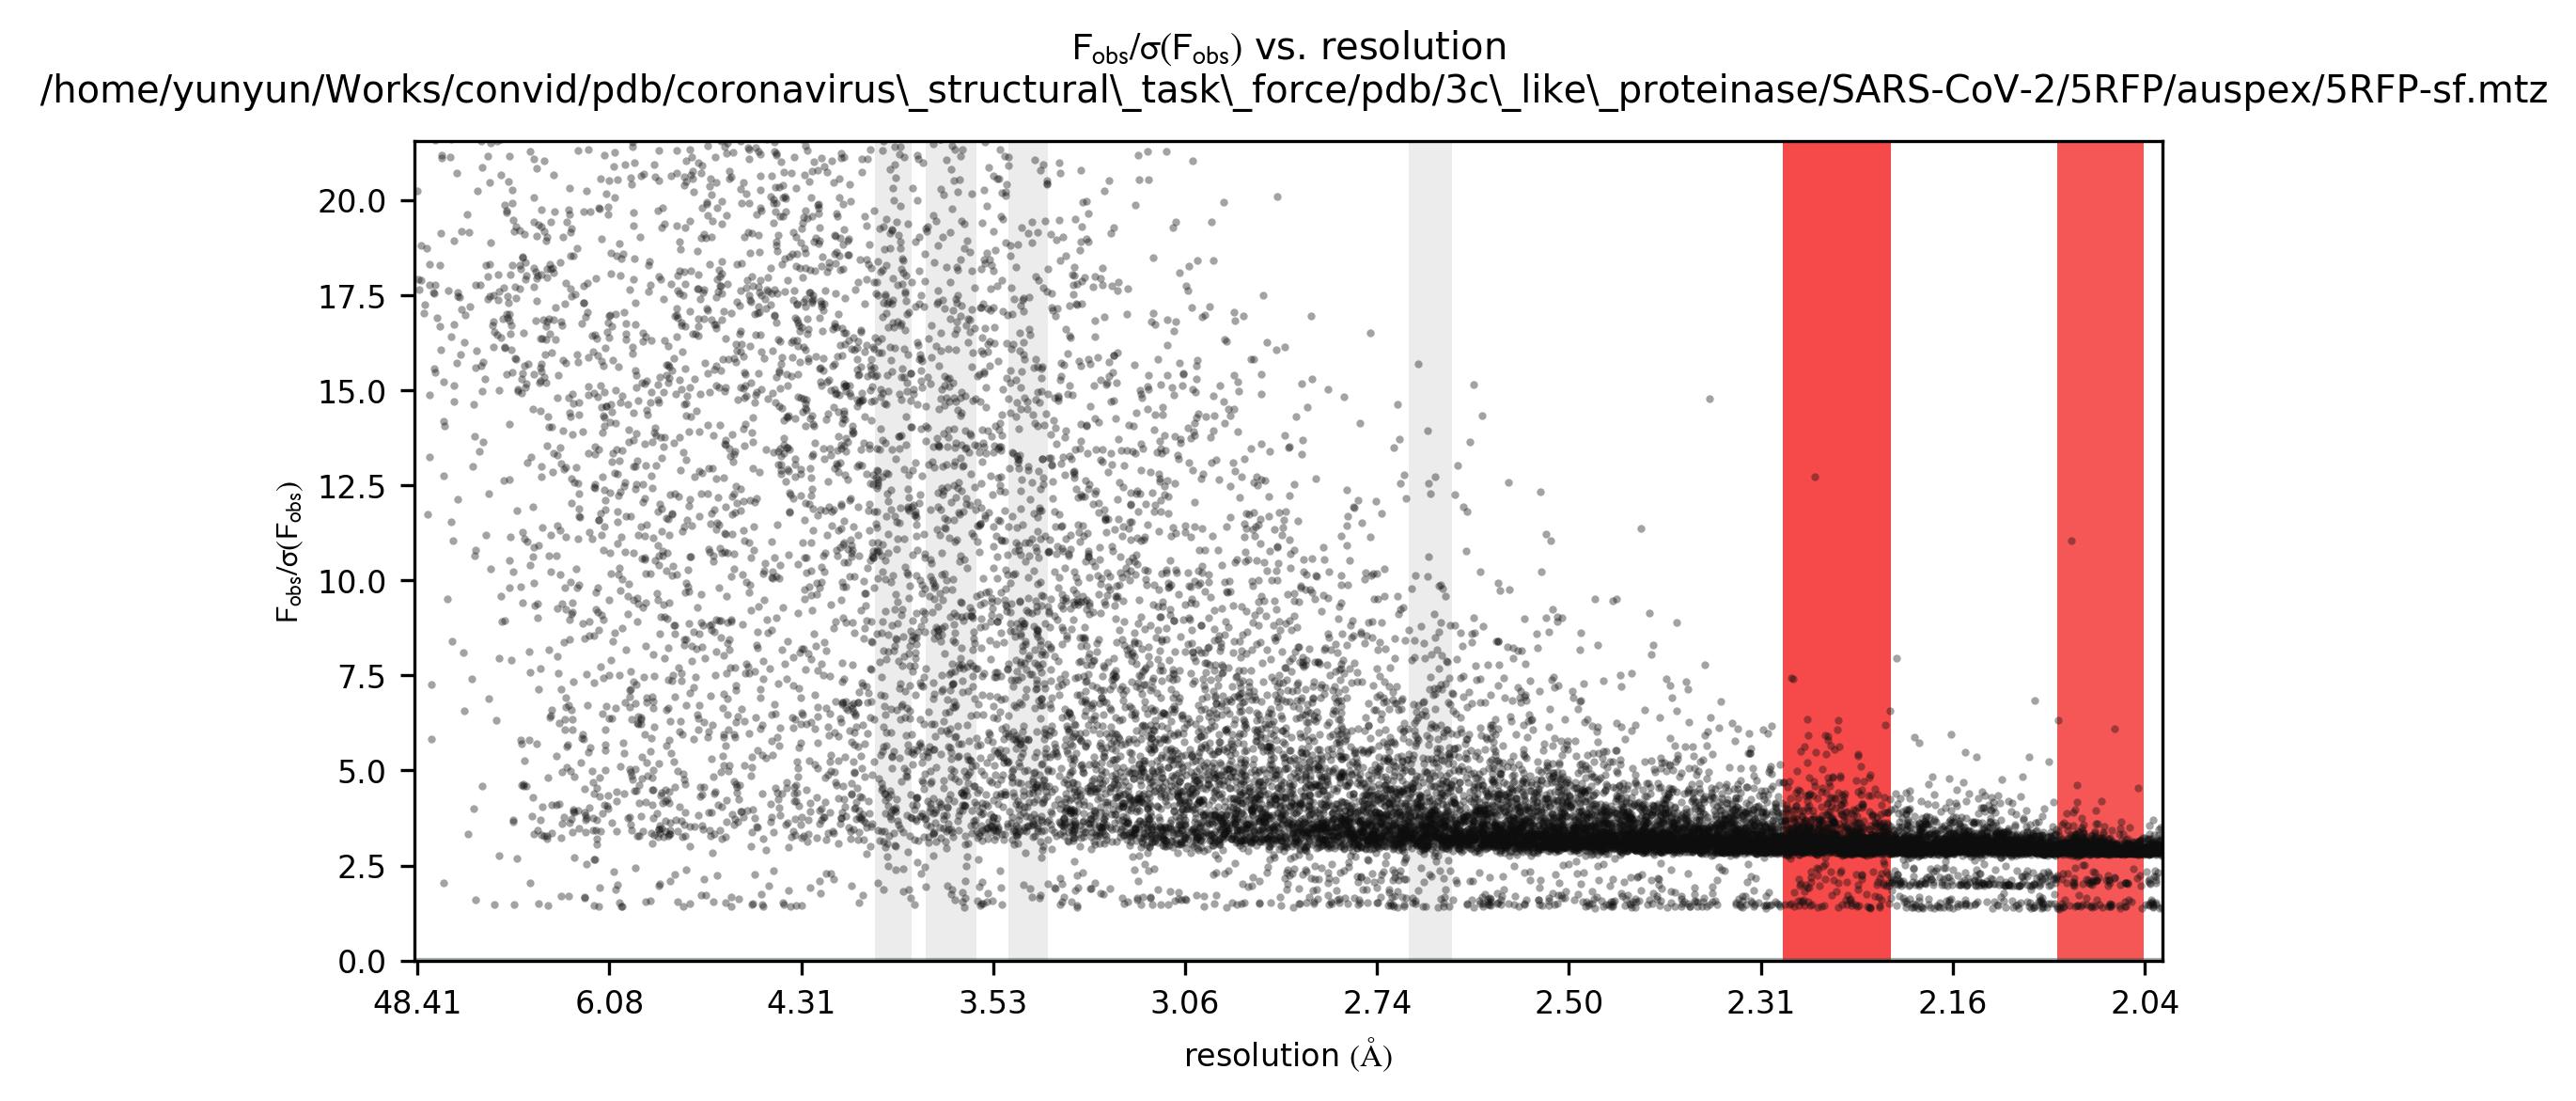 Fobs/σ(Fobs) vs. resolution
/home/yunyun/Works/convid/pdb/coronavirus\_structural\_task\_force/pdb/3c\_like\_proteinase/SARS-CoV-2/5RFP/auspex/5RFP-sf.mtz
Fobs/σ(Fobs)
20.0
17.5
15.0
12.5
10.0
7.5
5.0
2.5
0.0
48.41 6.08 4.31 3.53 3.06 2.74 2.50 2.31 2.16 2.04
resolution (Å)